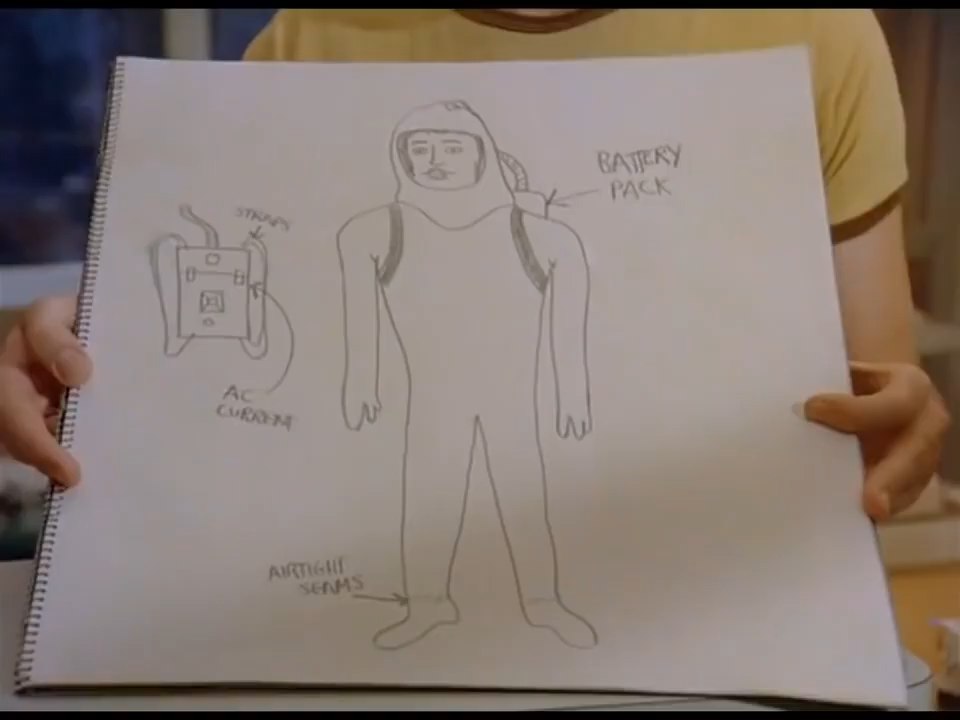 BATTERY
PACK
STRAPS
AC
CURRENT
AIRTIGHT
SEAMS